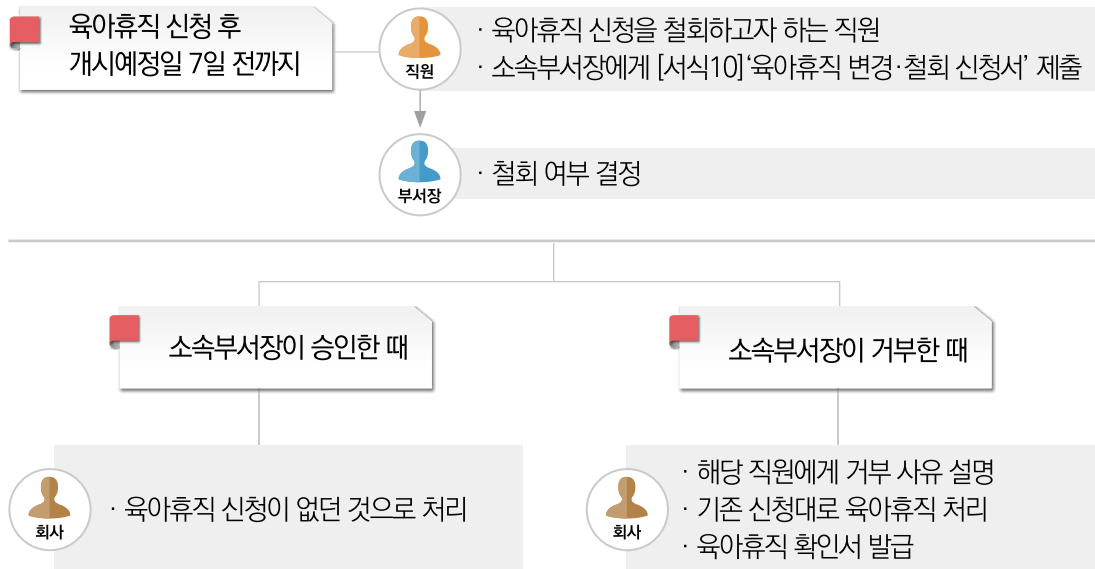 육아휴직 신청 후
개시예정일 7일 전까지
직원
· 육아휴직 신청을 철회하고자 하는 직원
· 소속부서장에게 [서식10]‘육아휴직 변경·철회 신청서’ 제출
부서장
· 철회 여부 결정
소속부서장이 승인한 때
회사
· 육아휴직 신청이 없던 것으로 처리
소속부서장이 거부한 때
회사
· 해당 직원에게 거부 사유 설명
· 기존 신청대로 육아휴직 처리
· 육아휴직 확인서 발급